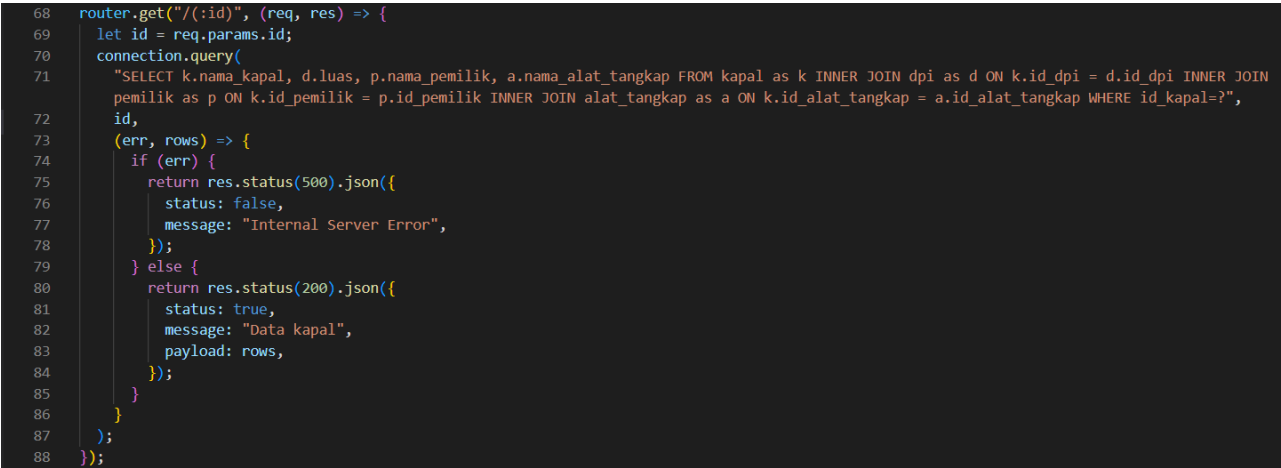 68 router.get("/(:id)", (req, res) => {
69 let id = req.params.id;
70 connection.query(
71 "SELECT k.nama_kapal, d.luas, p.nama_pemilik, a.nama_alat_tangkap FROM kapal as k INNER JOIN dpi as d ON k.id_dpi = d.id_dpi INNER JOIN
pemilik as p ON k.id_pemilik = p.id_pemilik INNER JOIN alat_tangkap as a ON k.id_alat_tangkap = a.id_alat_tangkap WHERE id_kapal=?",
72 id,
73 (err, rows) => {
74 if (err) {
75 return res.status(500).json({
76 status: false,
77 message: "Internal Server Error",
78 });
79 } else {
80 return res.status(200).json({
81 status: true,
82 message: "Data kapal",
83 payload: rows,
84 });
85 }
86 }
87 );
88 });